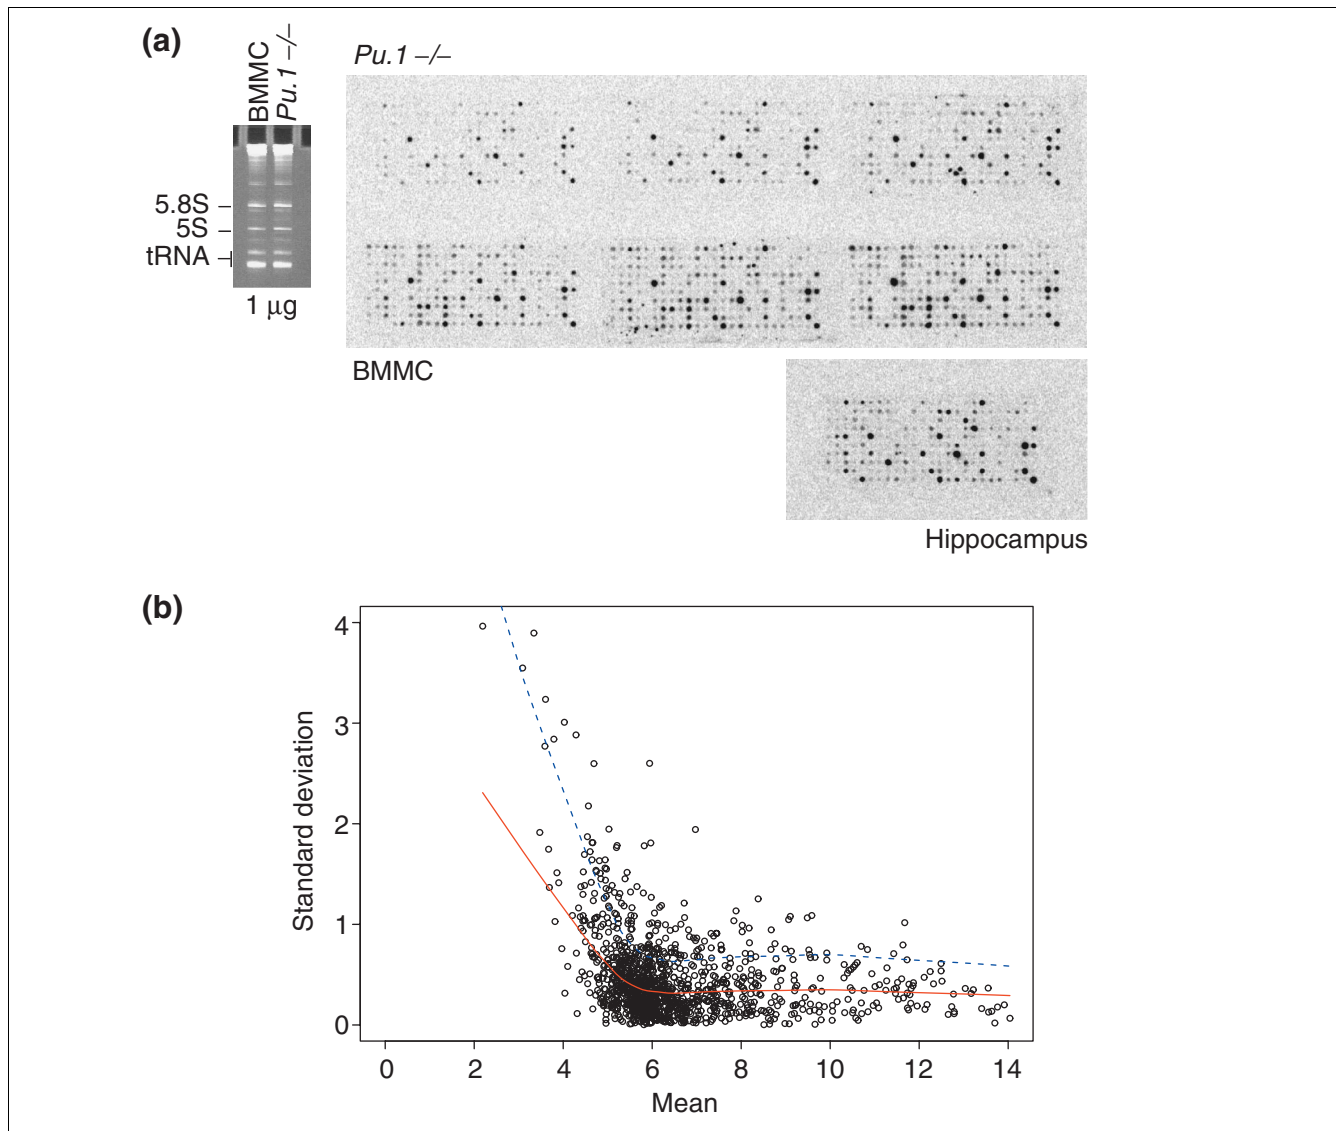 (a)
BMMC
Pu.1 –/–
Pu.1 –/–
5.8S
5S
tRNA
1 µg
BMMC
Hippocampus
(b)
4
3
2
1
0
Standard deviation
0 2 4 6 8 10 12 14
Mean